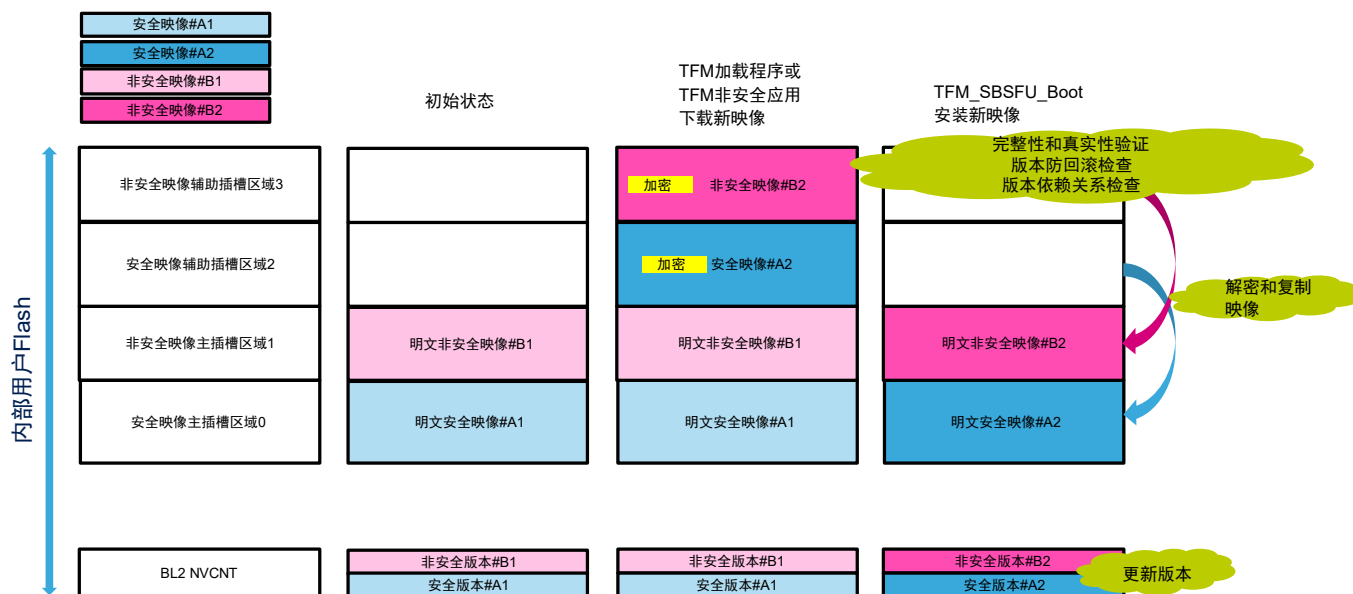 安全映像#A1
安全映像#A2
非安全映像#B1
非安全映像#B2
初始状态
TFM加载程序或
TFM非安全应用
下载新映像
TFM_SBSFU_Boot
安装新映像
完整性和真实性验证
版本防回滚检查
版本依赖关系检查
内部用户Flash
非安全映像辅助插槽区域3
加密 非安全映像#B2
安全映像辅助插槽区域2
加密 安全映像#A2
解密和复制
映像
非安全映像主插槽区域1
明文非安全映像#B1
明文非安全映像#B1
明文非安全映像#B2
安全映像主插槽区域0
明文安全映像#A1
明文安全映像#A1
明文安全映像#A2
BL2 NVCNT
非安全版本#B1
安全版本#A1
非安全版本#B1
安全版本#A1
非安全版本#B2
安全版本#A2
更新版本